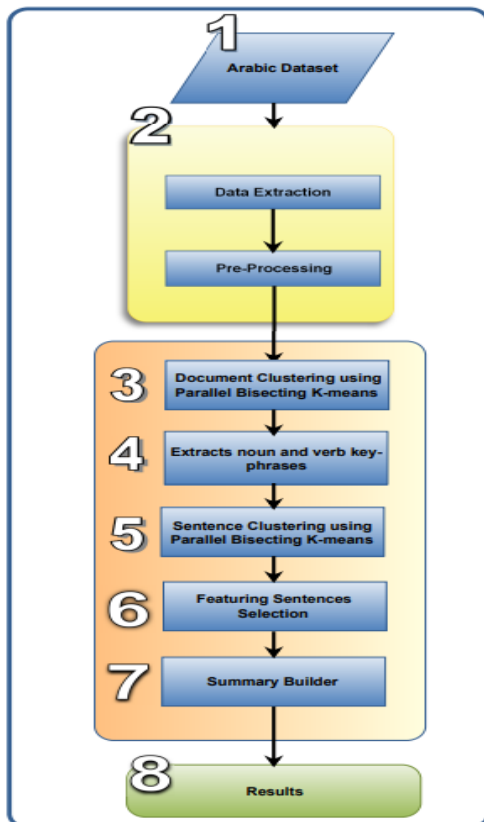 1
Arabic Dataset
2
Data Extraction
Pre-Processing
3
Document Clustering using
Parallel Bisecting K-means
4
Extracts noun and verb key-
phrases
5
Sentence Clustering using
Parallel Bisecting K-means
6
Featuring Sentences
Selection
7
Summary Builder
8
Results